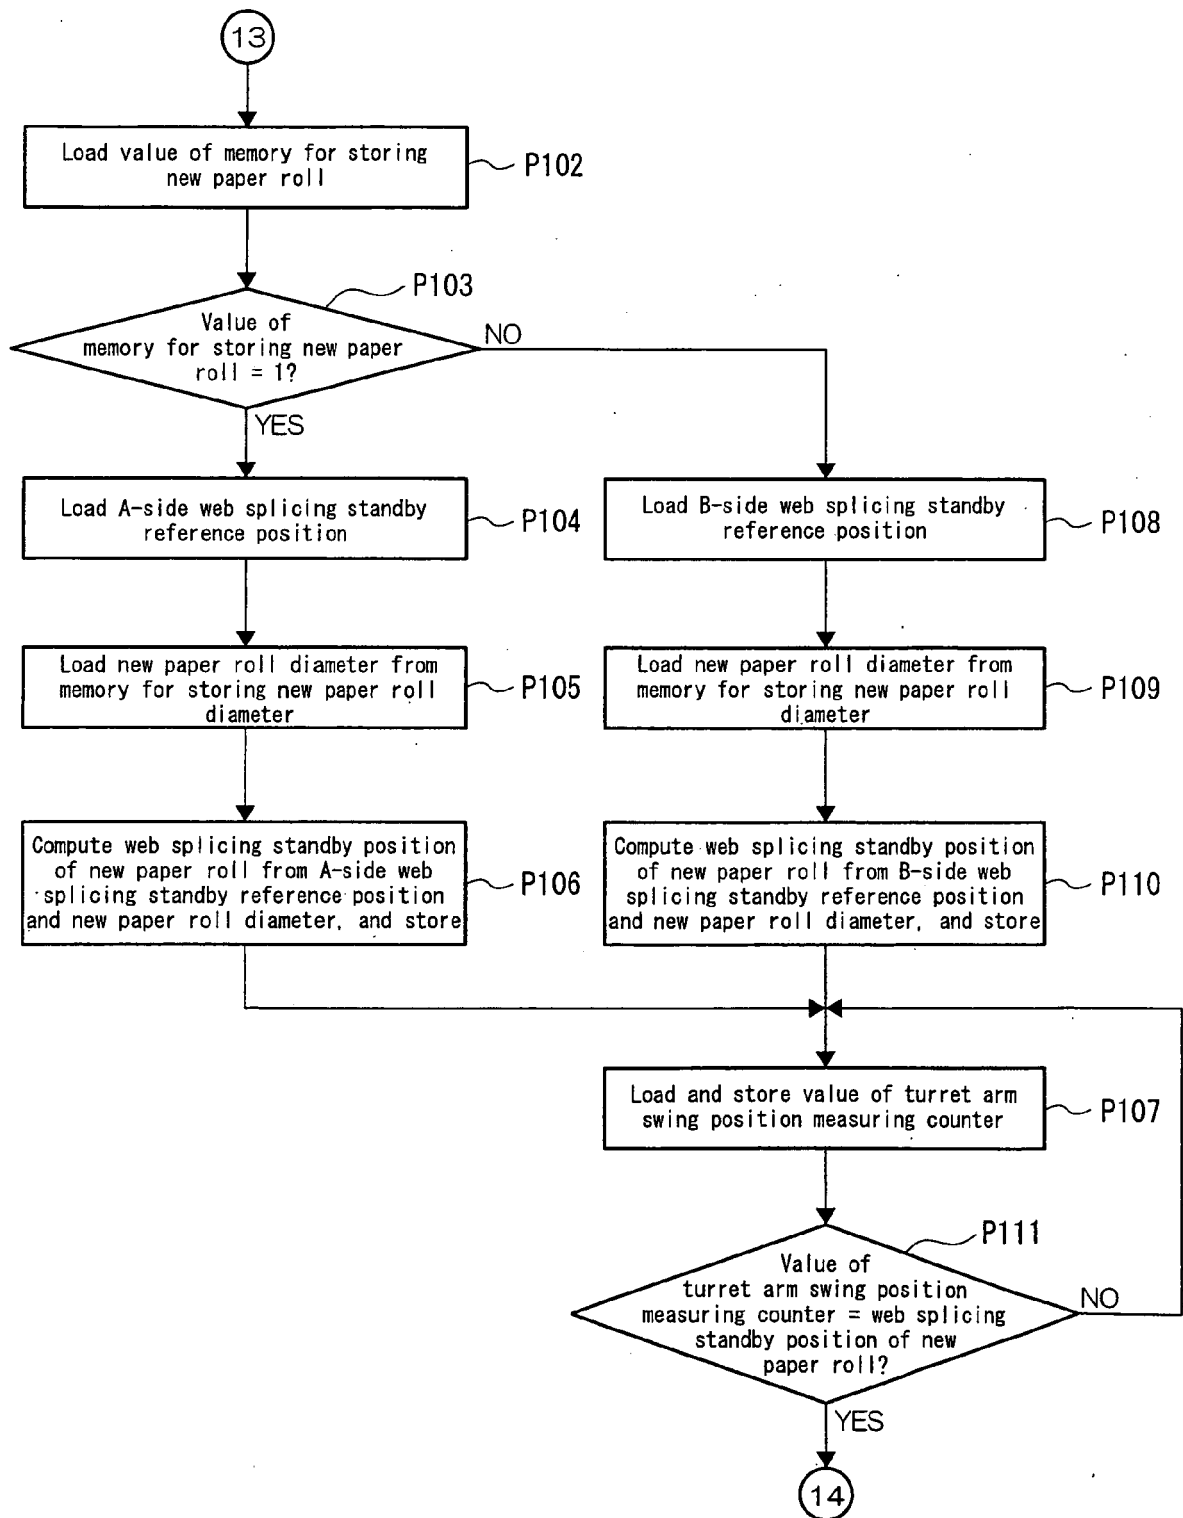 13
Load value of memory for storing
new paper roll
P102
P103
Value of
memory for storing new paper
roll = 1?
NO
YES
Load A-side web splicing standby
reference position
P104
Load B-side web splicing standby
reference position
P108
Load new paper roll diameter from
memory for storing new paper roll
diameter
P105
Load new paper roll diameter from
memory for storing new paper roll
diameter
P109
Compute web splicing standby position
of new paper roll from A-side web
splicing standby reference position
and new paper roll diameter, and store
P106
Compute web splicing standby position
of new paper roll from B-side web
splicing standby reference position
and new paper roll diameter, and store
P110
Load and store value of turret arm
swing position measuring counter
P107
P111
Value of
turret arm swing position
measuring counter = web splicing
standby position of new
paper roll?
NO
YES
14